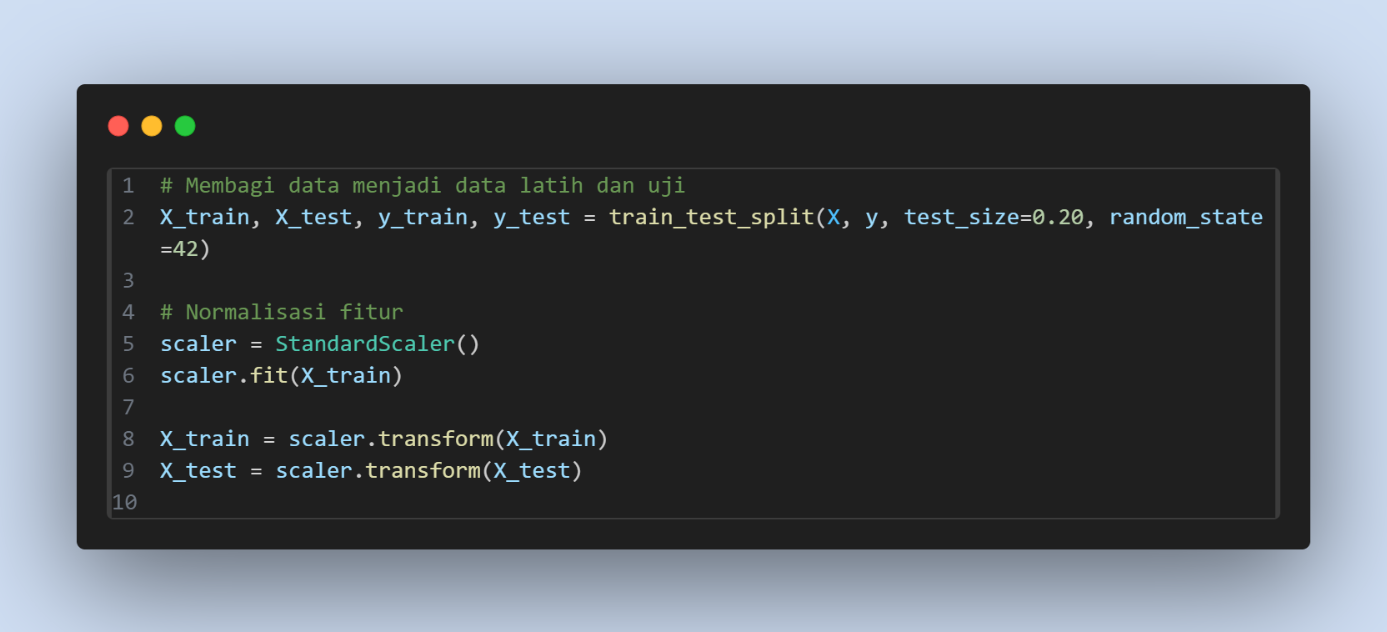 1 # Membagi data menjadi data latih dan uji
2 X_train, X_test, y_train, y_test = train_test_split(X, y, test_size=0.20, random_state
=42)
3
4 # Normalisasi fitur
5 scaler = StandardScaler()
6 scaler.fit(X_train)
7
8 X_train = scaler.transform(X_train)
9 X_test = scaler.transform(X_test)
10